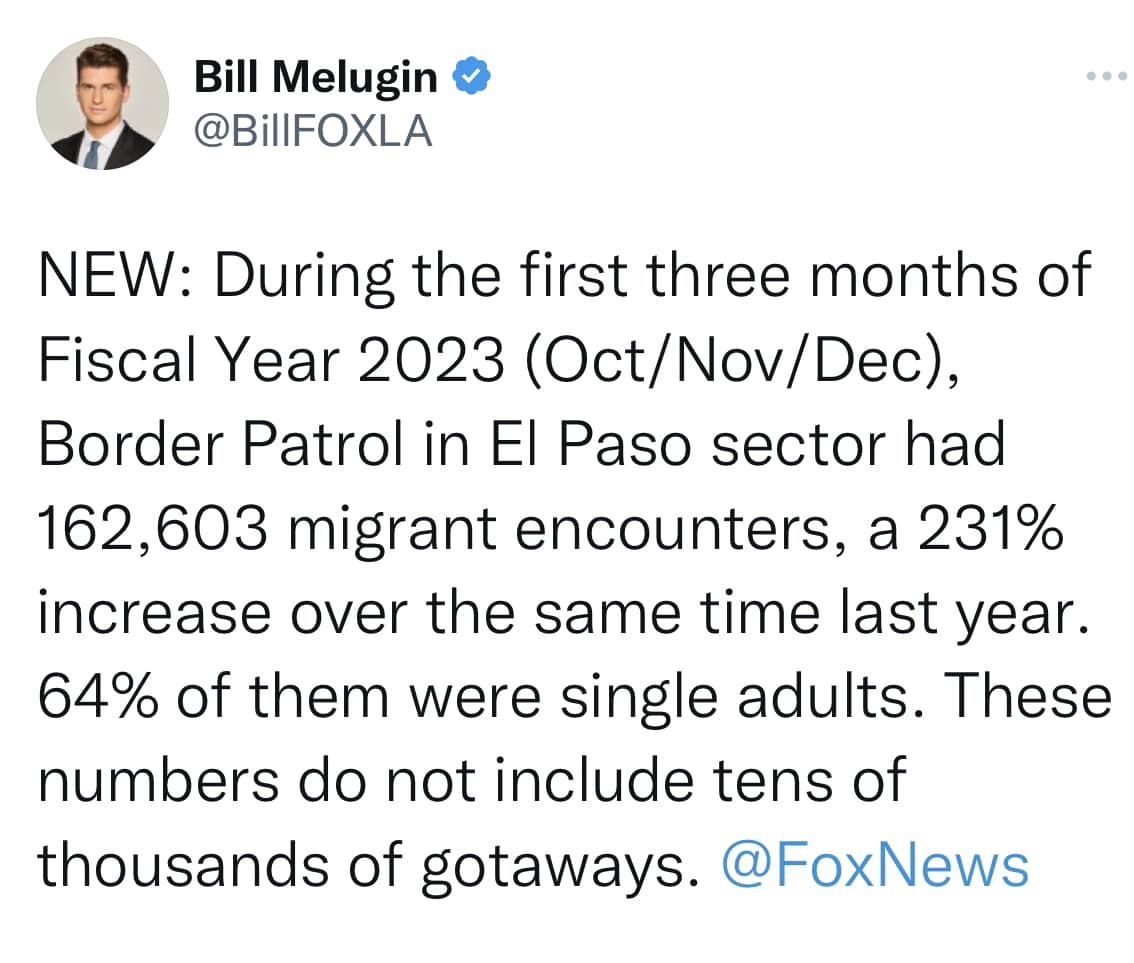 Bill Melugin
@BillFOXLA
NEW: During the first three months of
Fiscal Year 2023 (Oct/Nov/Dec),
Border Patrol in El Paso sector had
162,603 migrant encounters, a 231%
increase over the same time last year.
64% of them were single adults. These
numbers do not include tens of
thousands of gotaways. @FoxNews